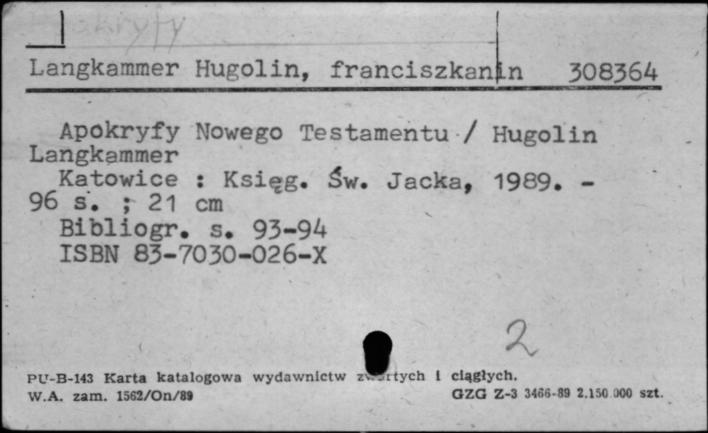 Apokryfy
Langkammer Hugolin, franciszkanin 308364
Apokryfy Nowego Testamentu / Hugolin
Langkammer
Katowice : Księg. Św. Jacka, 1989. -
96 s. ; 21 cm
Bibliogr. s. 93-94
ISBN 83-7030-026-X
2
PU-B-143 Karta katalogowa wydawnictw zwartych i ciągłych.
W.A. zam. 1562/On/89 GZG Z-3 3466-89 2.150.000 szt.